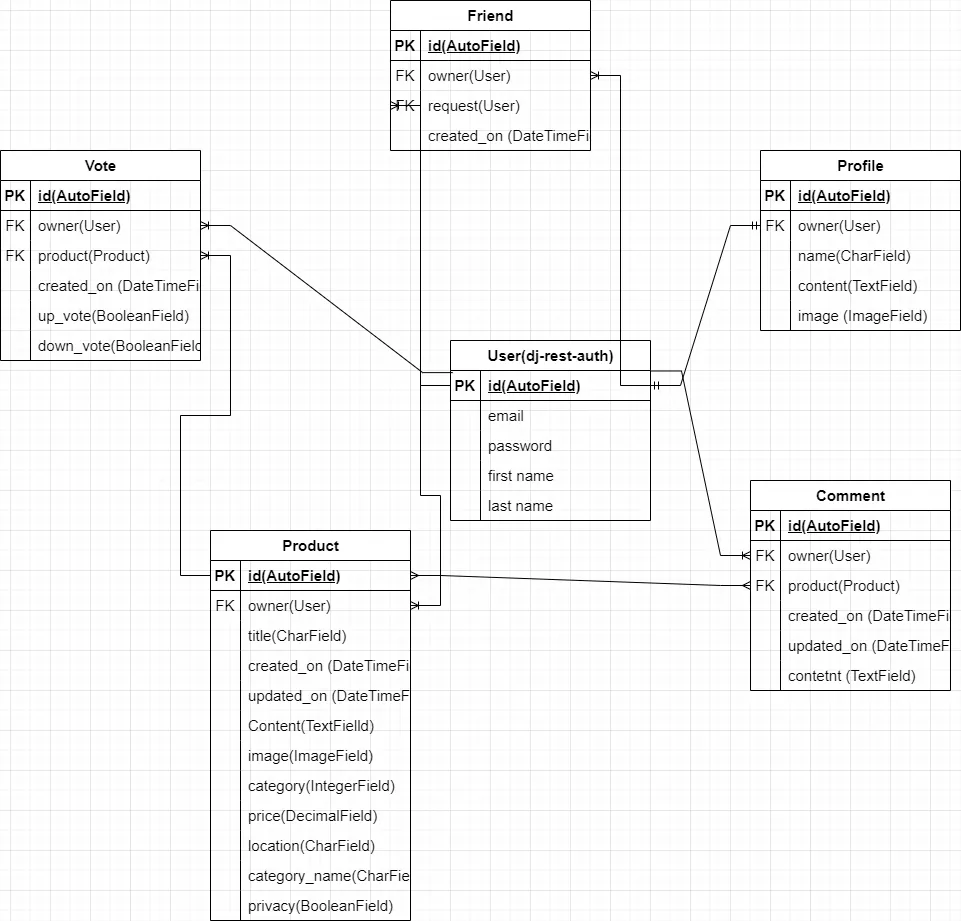 Friend
PK id(AutoField)
FK owner(User)
FK request(User)
created_on (DateTimeFi
Vote
PK id(AutoField)
FK owner(User)
FK product(Product)
created_on (DateTimeFi
up_vote(BooleanField)
down_vote(BooleanField
Profile
PK id(AutoField)
FK owner(User)
name(CharField)
content(TextField)
image (ImageField)
User(dj-rest-auth)
PK id(AutoField)
email
password
first name
last name
Comment
PK id(AutoField)
FK owner(User)
FK product(Product)
created_on (DateTimeFi
updated_on (DateTimeF
contetnt (TextField)
Product
PK id(AutoField)
FK owner(User)
title(CharField)
created_on (DateTimeFi
updated_on (DateTimeF
Content(TextFielld)
image(ImageField)
category(IntegerField)
price(DecimalField)
location(CharField)
category_name(CharFie
privacy(BooleanField)